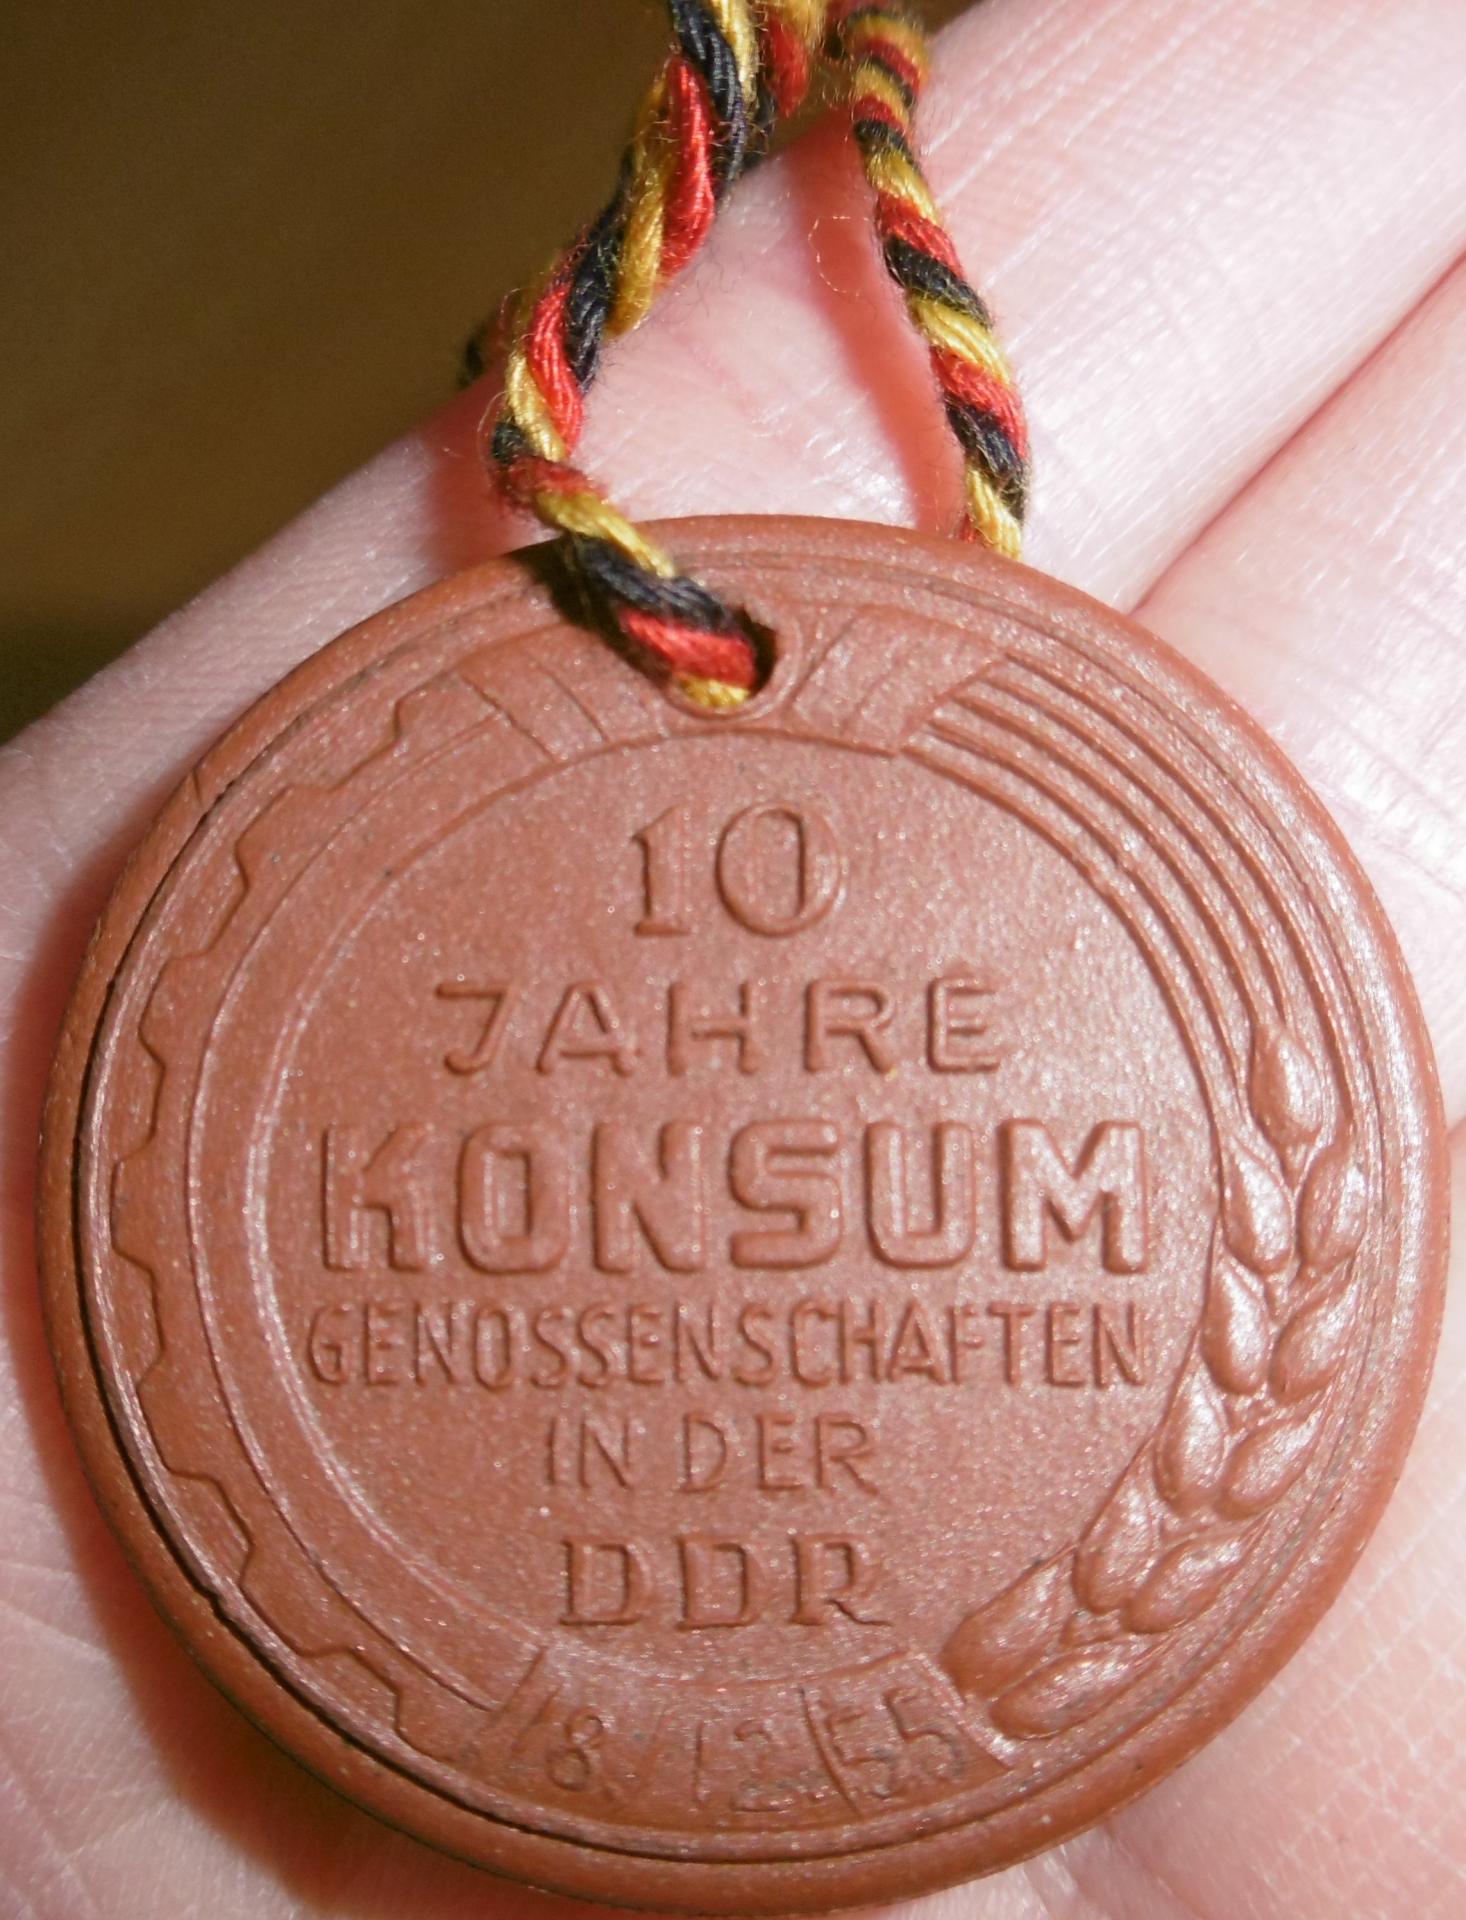 10
JAHRE
KONSUM
GENOSSENSCHAFTEN
IN DER
DDR
18/12/55